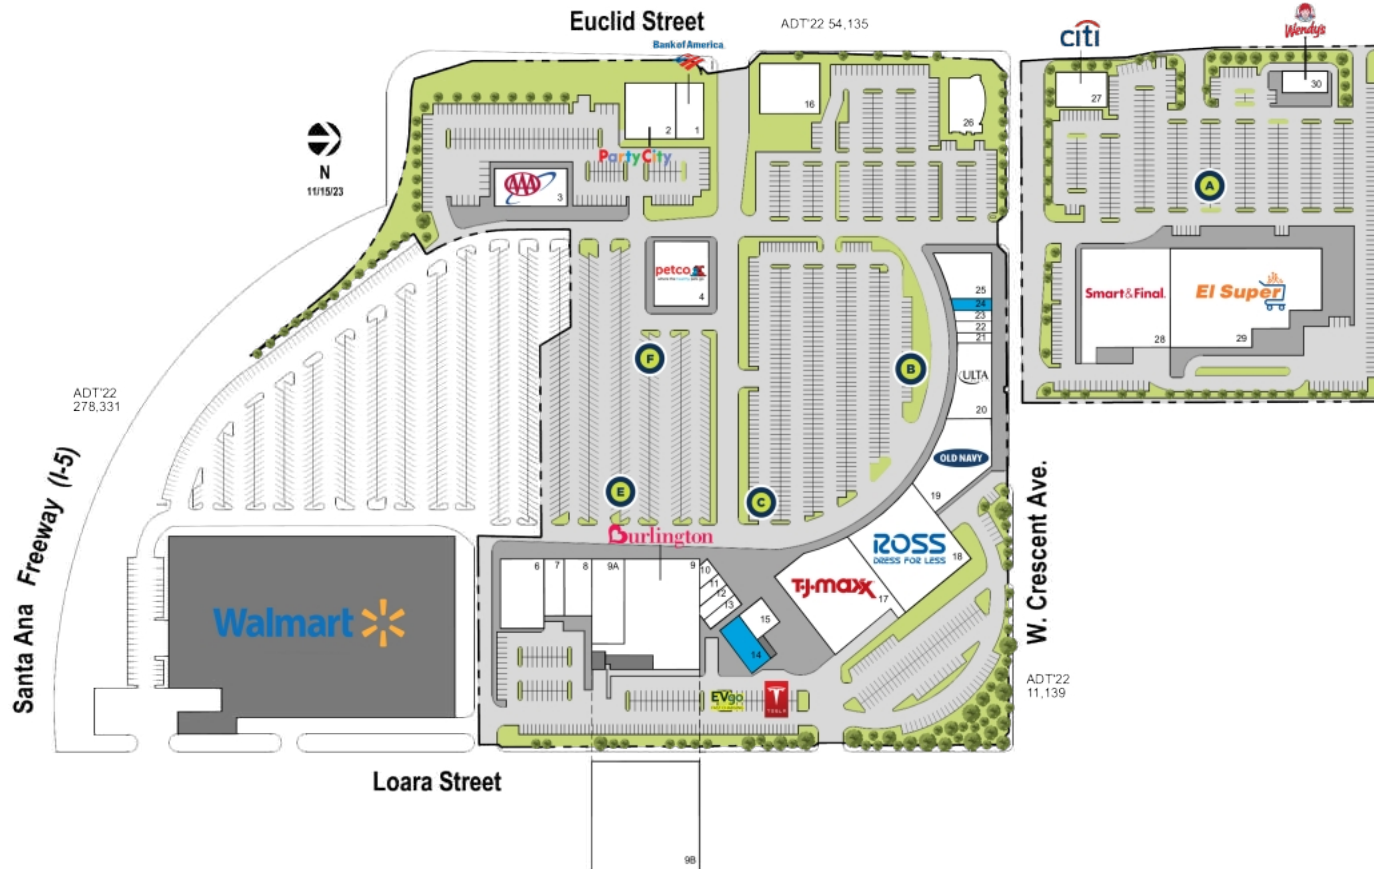 Euclid Street
ADT'22 54,135
Bank of America
citi
Wendy's
1
2
16
26
27
30
Party City
N
11/15/23
AAA
3
A
petco
4
25
24
23
22
21
Smart&Final.
28
El Super
29
F
B
ULTA
20
ADT'22
278,331
OLD NAVY
19
Santa Ana Freeway (I-5)
E
C
W. Crescent Ave.
Burlington
6
7
8
9A
9
10
11
12
13
14
15
ROSS
DRESS FOR LESS
18
T·J·maxx
17
Walmart
EVgo
TESLA
ADT'22
11,139
Loara Street
9B